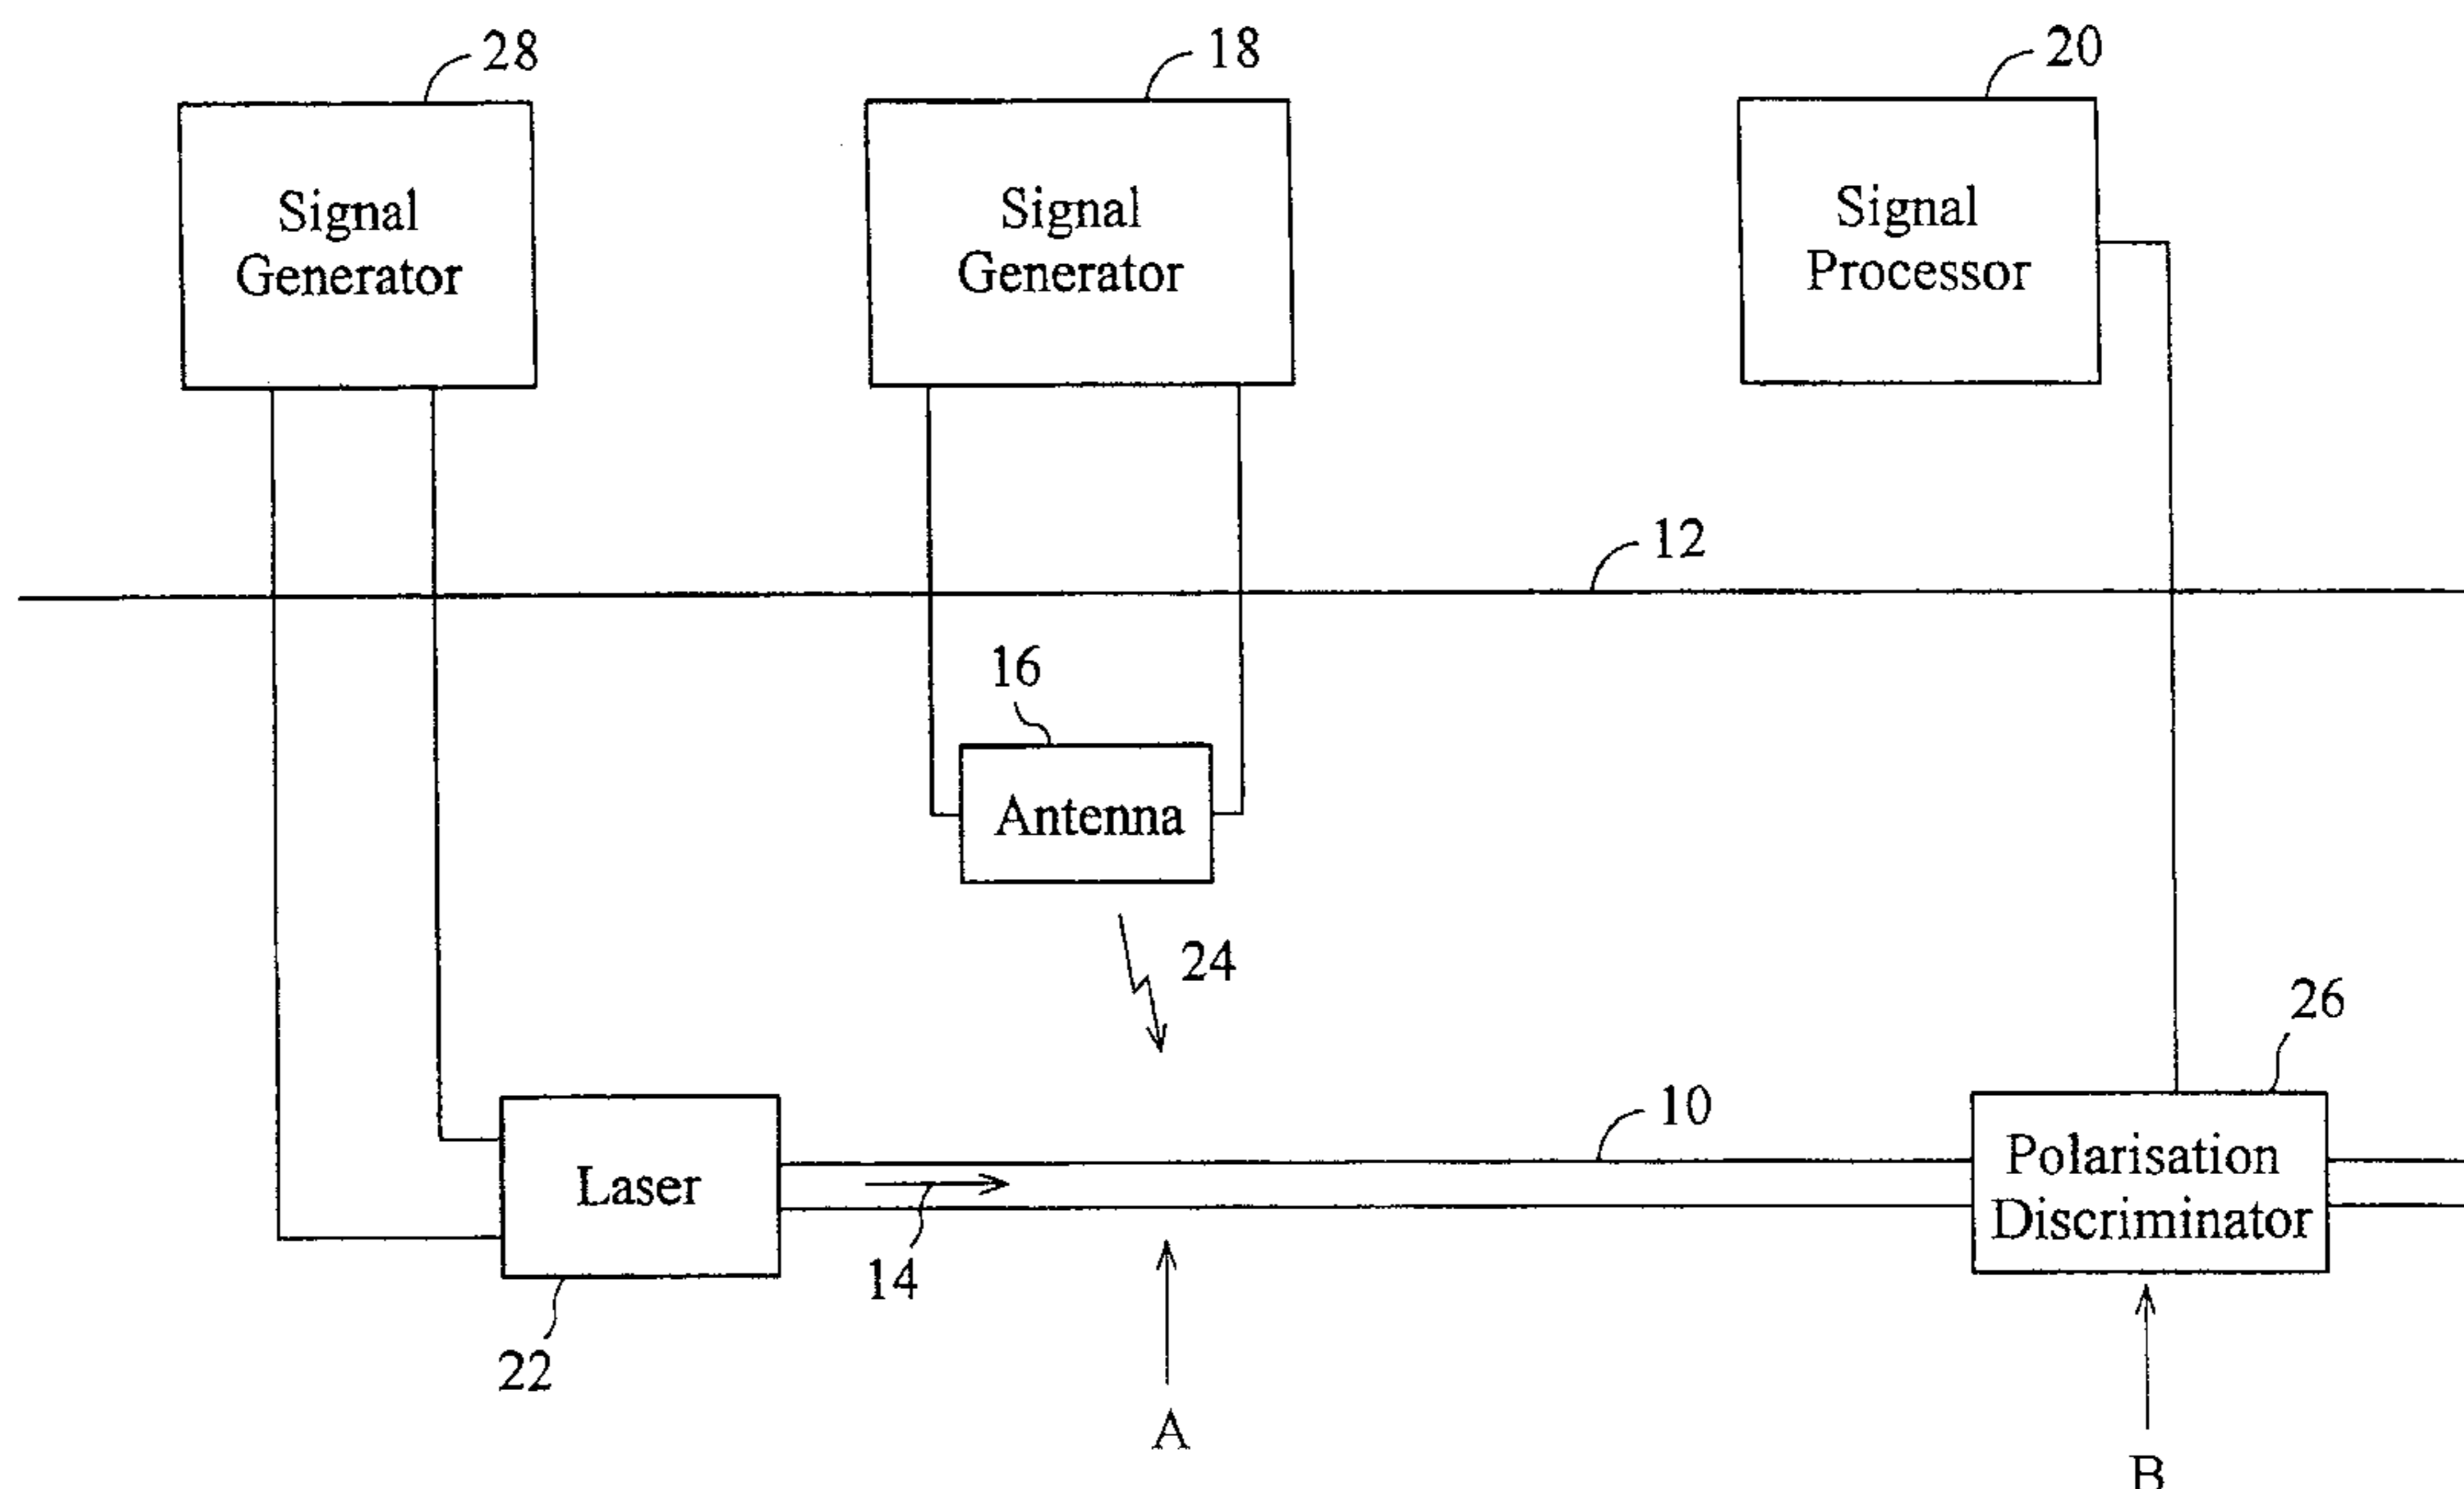 28
18
20
Signal
Generator
Signal
Generator
Signal
Processor
12
16
Antenna
24
26
10
Laser
Polarisation
Discriminator
14
22
A
B